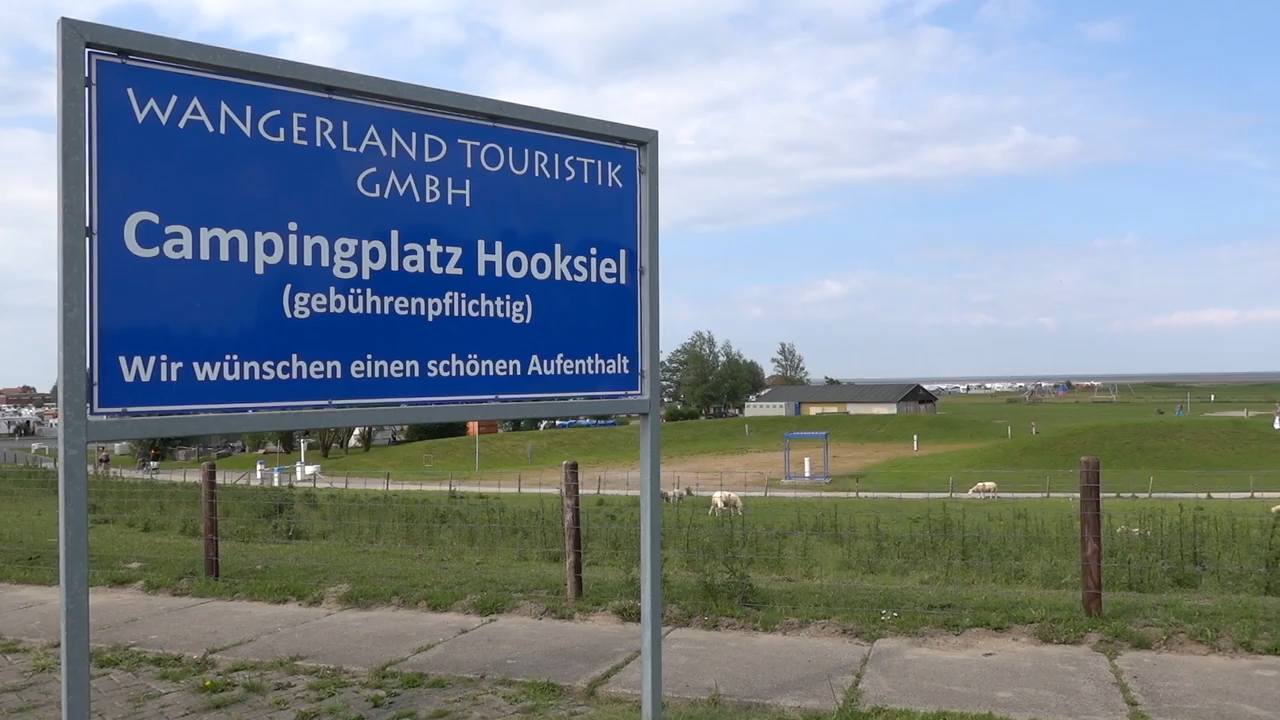 WANGERLAND TOURISTIK
GMBH
Campingplatz Hooksiel
(gebührenpflichtig)
Wir wünschen einen schönen Aufenthalt